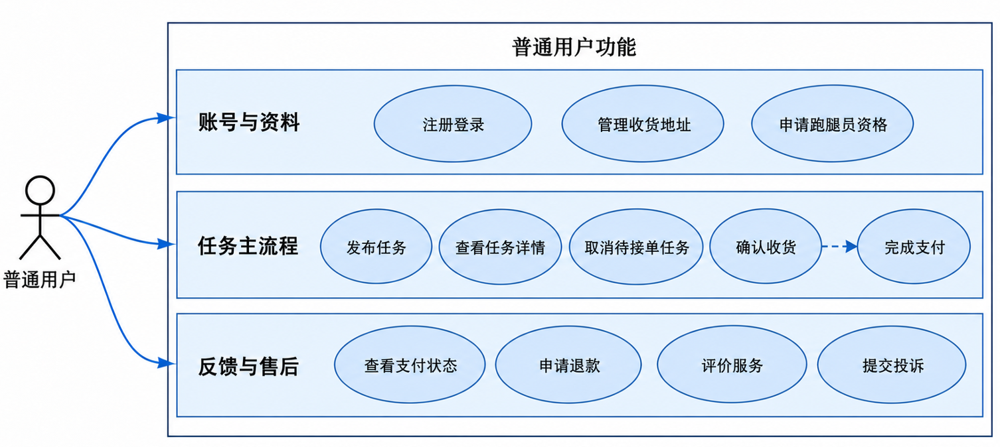 普通用户功能
账号与资料
注册登录
管理收货地址
申请跑腿员资格
普通用户
任务主流程
发布任务
查看任务详情
取消待接单任务
确认收货
完成支付
反馈与售后
查看支付状态
申请退款
评价服务
提交投诉